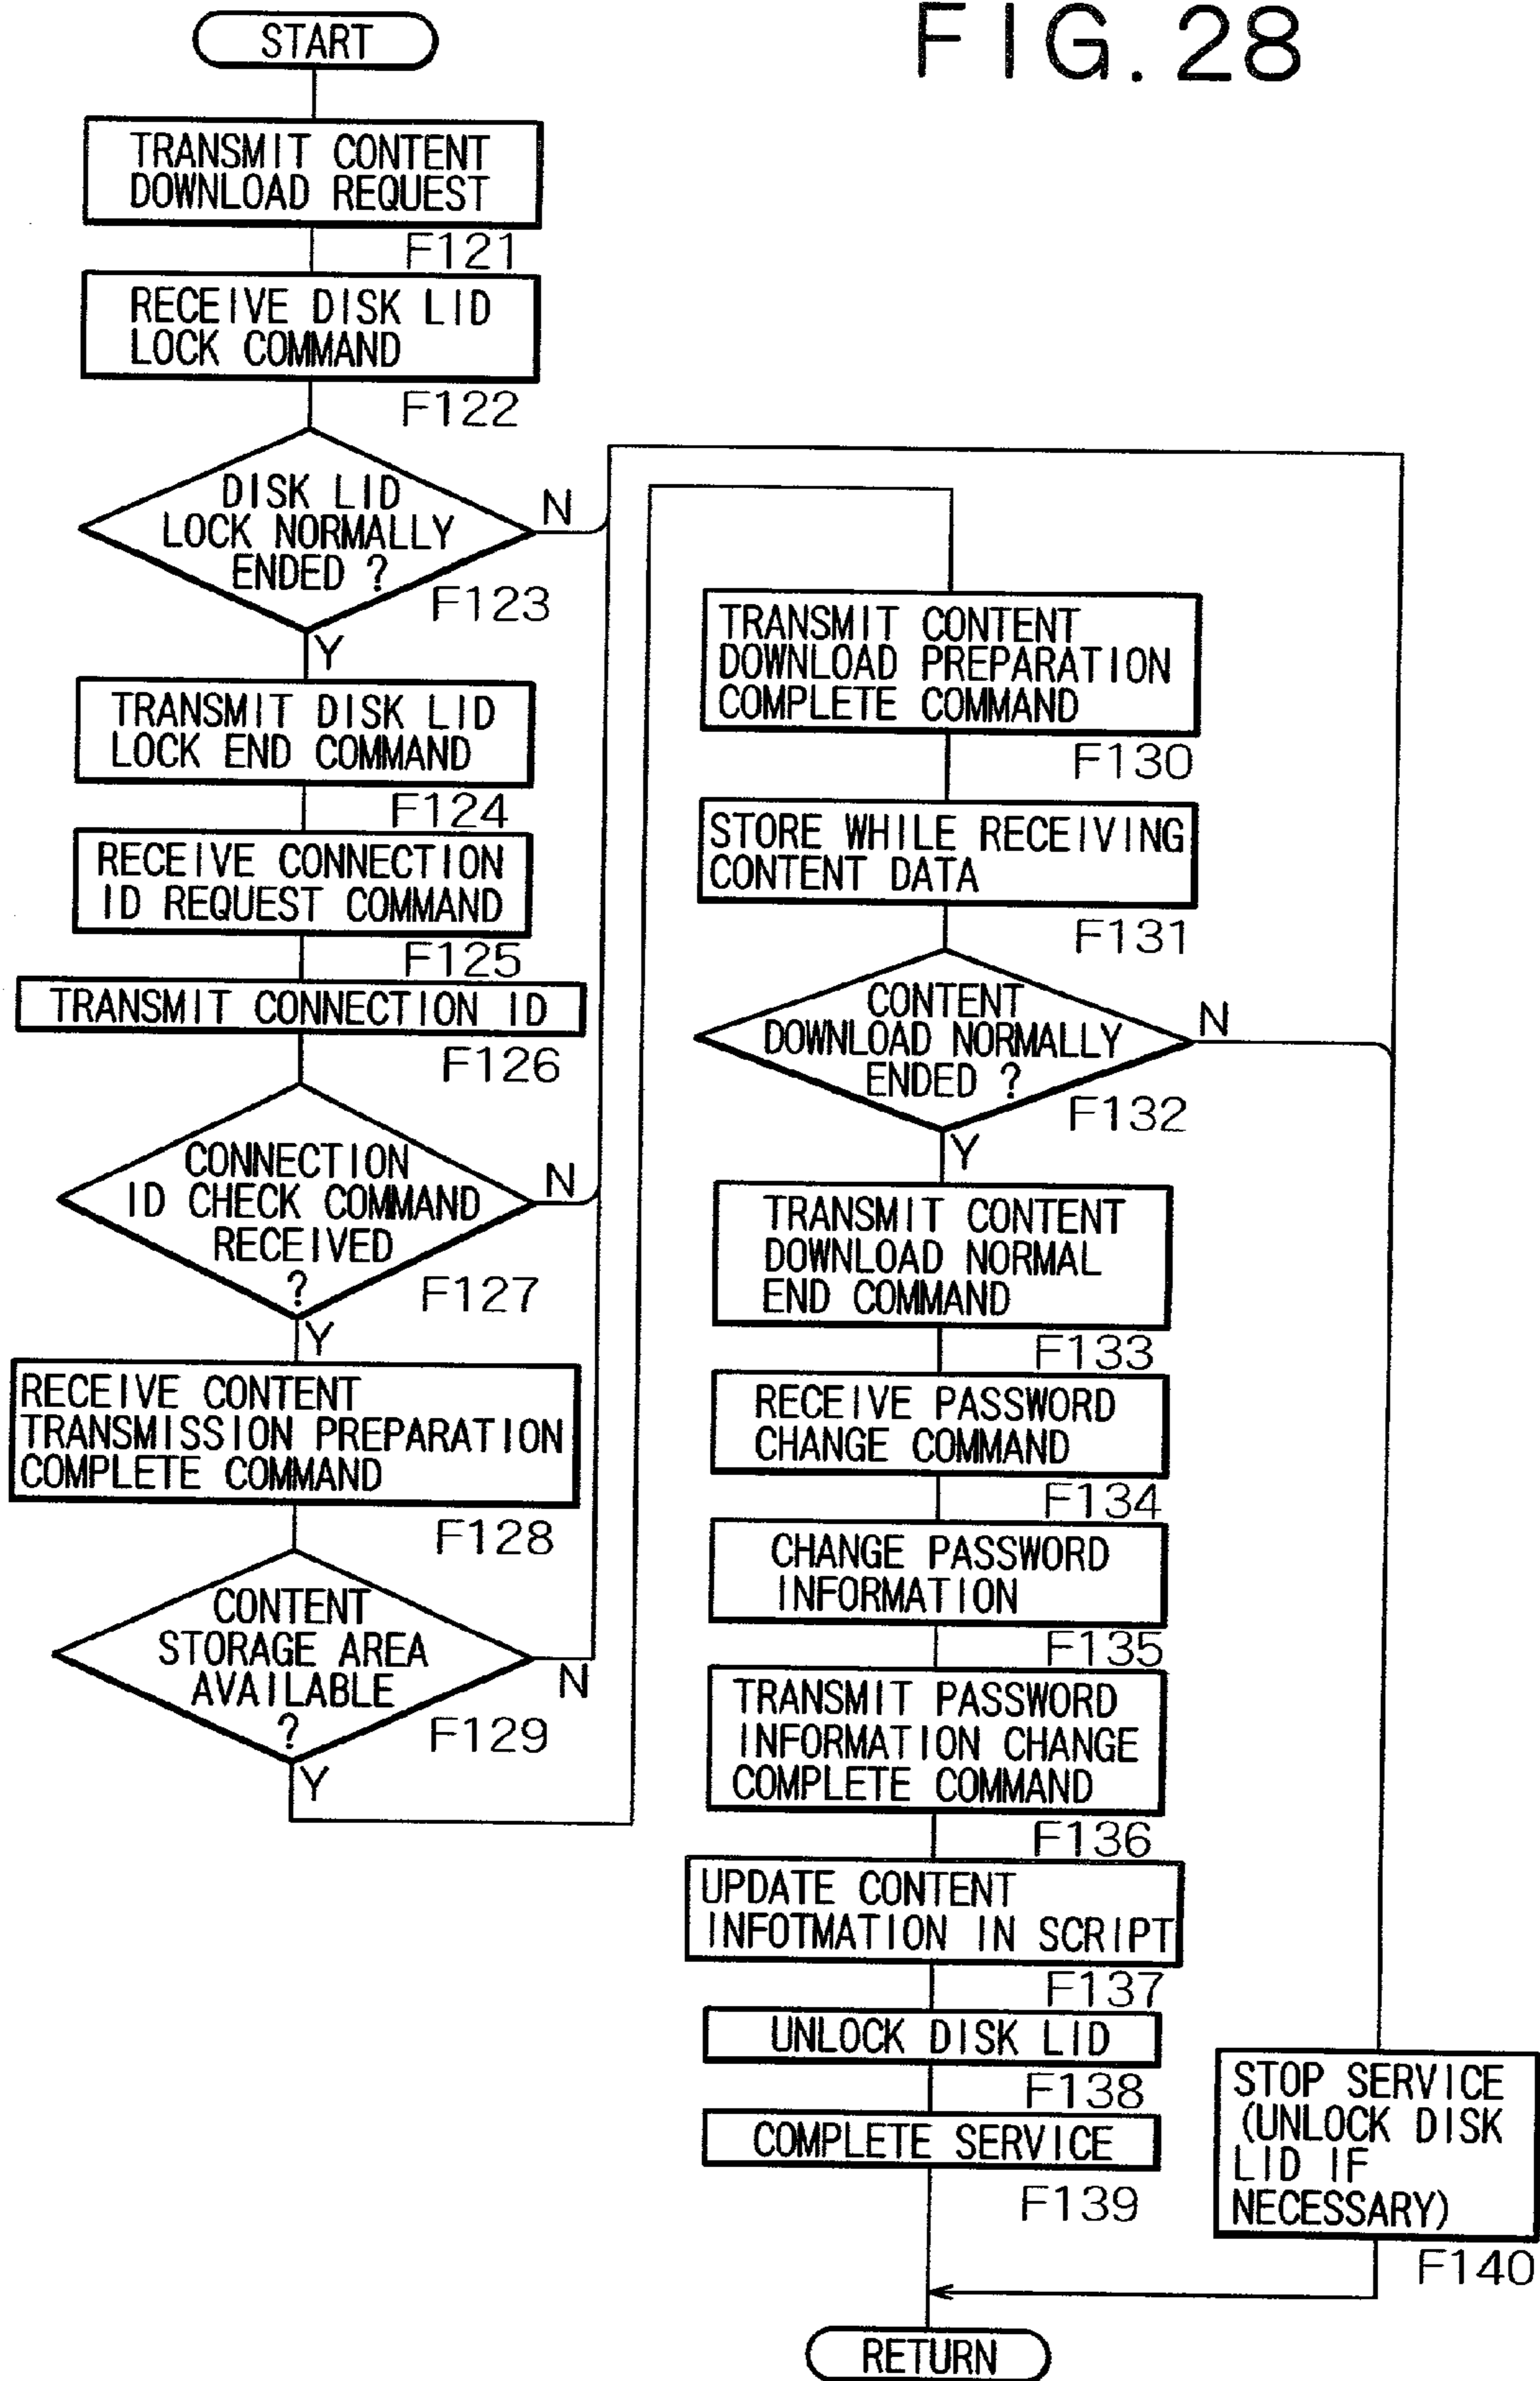 FIG. 28
START
TRANSMIT CONTENT
DOWNLOAD REQUEST
F121
RECEIVE DISK LID
LOCK COMMAND
F122
DISK LID
LOCK NORMALLY
ENDED ?
N
F123
Y
TRANSMIT DISK LID
LOCK END COMMAND
F124
RECEIVE CONNECTION
ID REQUEST COMMAND
F125
TRANSMIT CONNECTION ID
F126
CONNECTION
ID CHECK COMMAND
RECEIVED
?
N
F127
Y
RECEIVE CONTENT
TRANSMISSION PREPARATION
COMPLETE COMMAND
F128
CONTENT
STORAGE AREA
AVAILABLE
?
N
F129
Y
TRANSMIT CONTENT
DOWNLOAD PREPARATION
COMPLETE COMMAND
F130
STORE WHILE RECEIVING
CONTENT DATA
F131
CONTENT
DOWNLOAD NORMALLY
ENDED ?
N
F132
Y
TRANSMIT CONTENT
DOWNLOAD NORMAL
END COMMAND
F133
RECEIVE PASSWORD
CHANGE COMMAND
F134
CHANGE PASSWORD
INFORMATION
F135
TRANSMIT PASSWORD
INFORMATION CHANGE
COMPLETE COMMAND
F136
UPDATE CONTENT
INFOTMATION IN SCRIPT
F137
UNLOCK DISK LID
F138
COMPLETE SERVICE
F139
STOP SERVICE
(UNLOCK DISK
LID IF
NECESSARY)
F140
RETURN